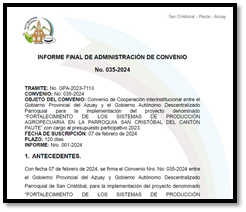 San Cristóbal - Paute - Azuay
INFORME FINAL DE ADMINISTRACIÓN DE CONVENIO
No. 035-2024
TRAMITE: No. GPA-2023-7113
CONVENIO: No. 035-2024
OBJETO DEL CONVENIO: Convenio de Cooperación interinstitucional entre el
Gobierno Provincial del Azuay y el Gobierno Autónomo Descentralizado
Parroquial para la implementación del proyecto denominado
"FORTALECIMIENTO DE LOS SISTEMAS DE PRODUCCIÓN
AGROPECUARIA EN LA PARROQUIA SAN CRISTÓBAL DEL CANTÓN
PAUTE" con cargo al presupuesto participativo 2023.
FECHA DE SUSCRIPCIÓN: 07 de febrero de 2024
PLAZO: 120 días
INFORME: Nro. 001-2024
1. ANTECEDENTES.
Con fecha 07 de febrero de 2024, se firma el Convenio Nro. 035-2024 entre
el Gobierno Provincial del Azuay y Gobierno Autónomo Descentralizado
Parroquial de San Cristóbal, para la implementación del proyecto denominado
"FORTALECIMIENTO DE LOS SISTEMAS DE PRODUCCIÓN